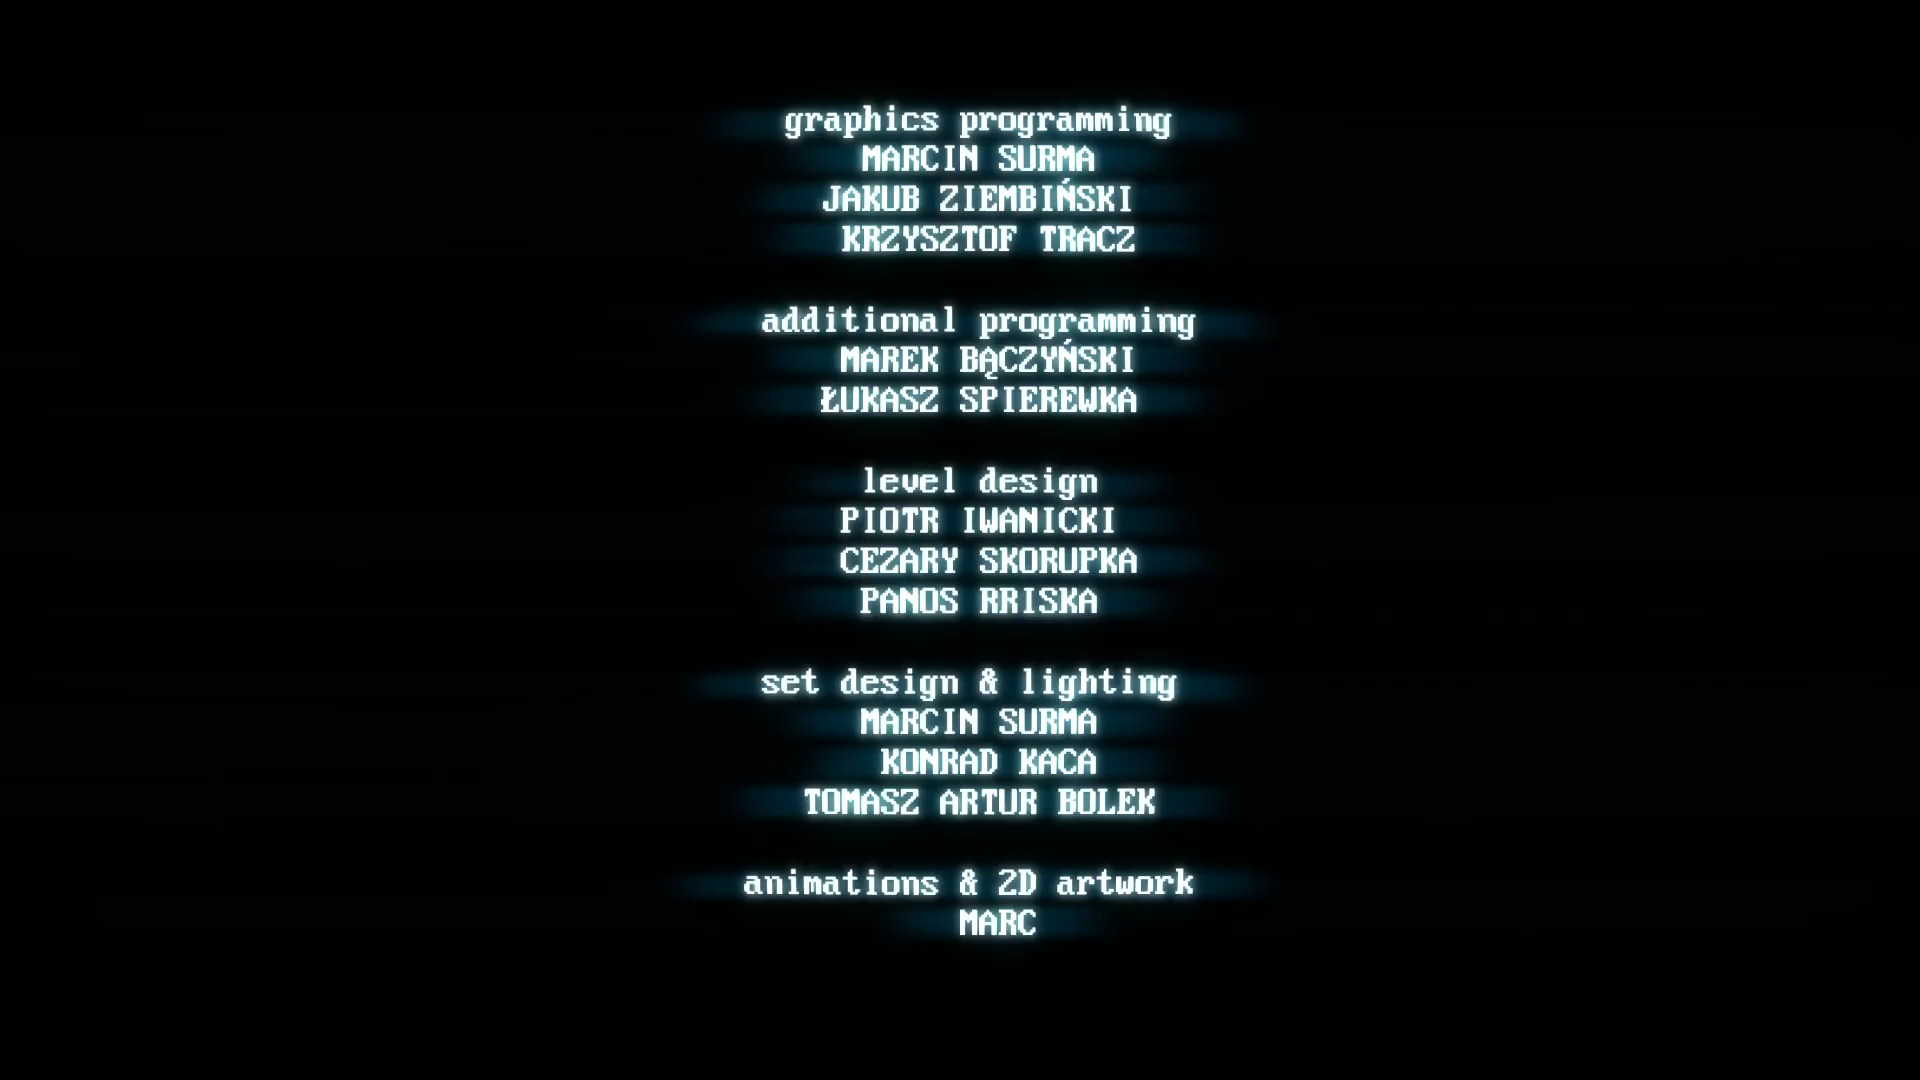 graphics programming
MARCIN SURMA
JAKUB ZIEMBIŃSKI
KRZYSZTOF TRACZ
additional programming
MAREK BĄCZYŃSKI
ŁUKASZ SPIEREWKA
level design
PIOTR IWANICKI
CEZARY SKORUPKA
PANOS RRISKA
set design & lighting
MARCIN SURMA
KONRAD KACA
TOMASZ ARTUR BOLEK
animations & 2D artwork
MARC